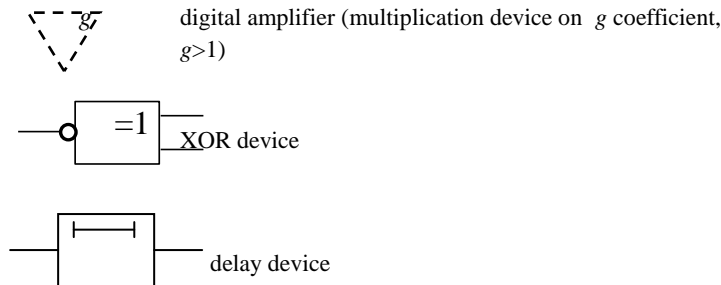 g digital amplifier (multiplication device on g coefficient,
g>1)
=1
XOR device
delay device